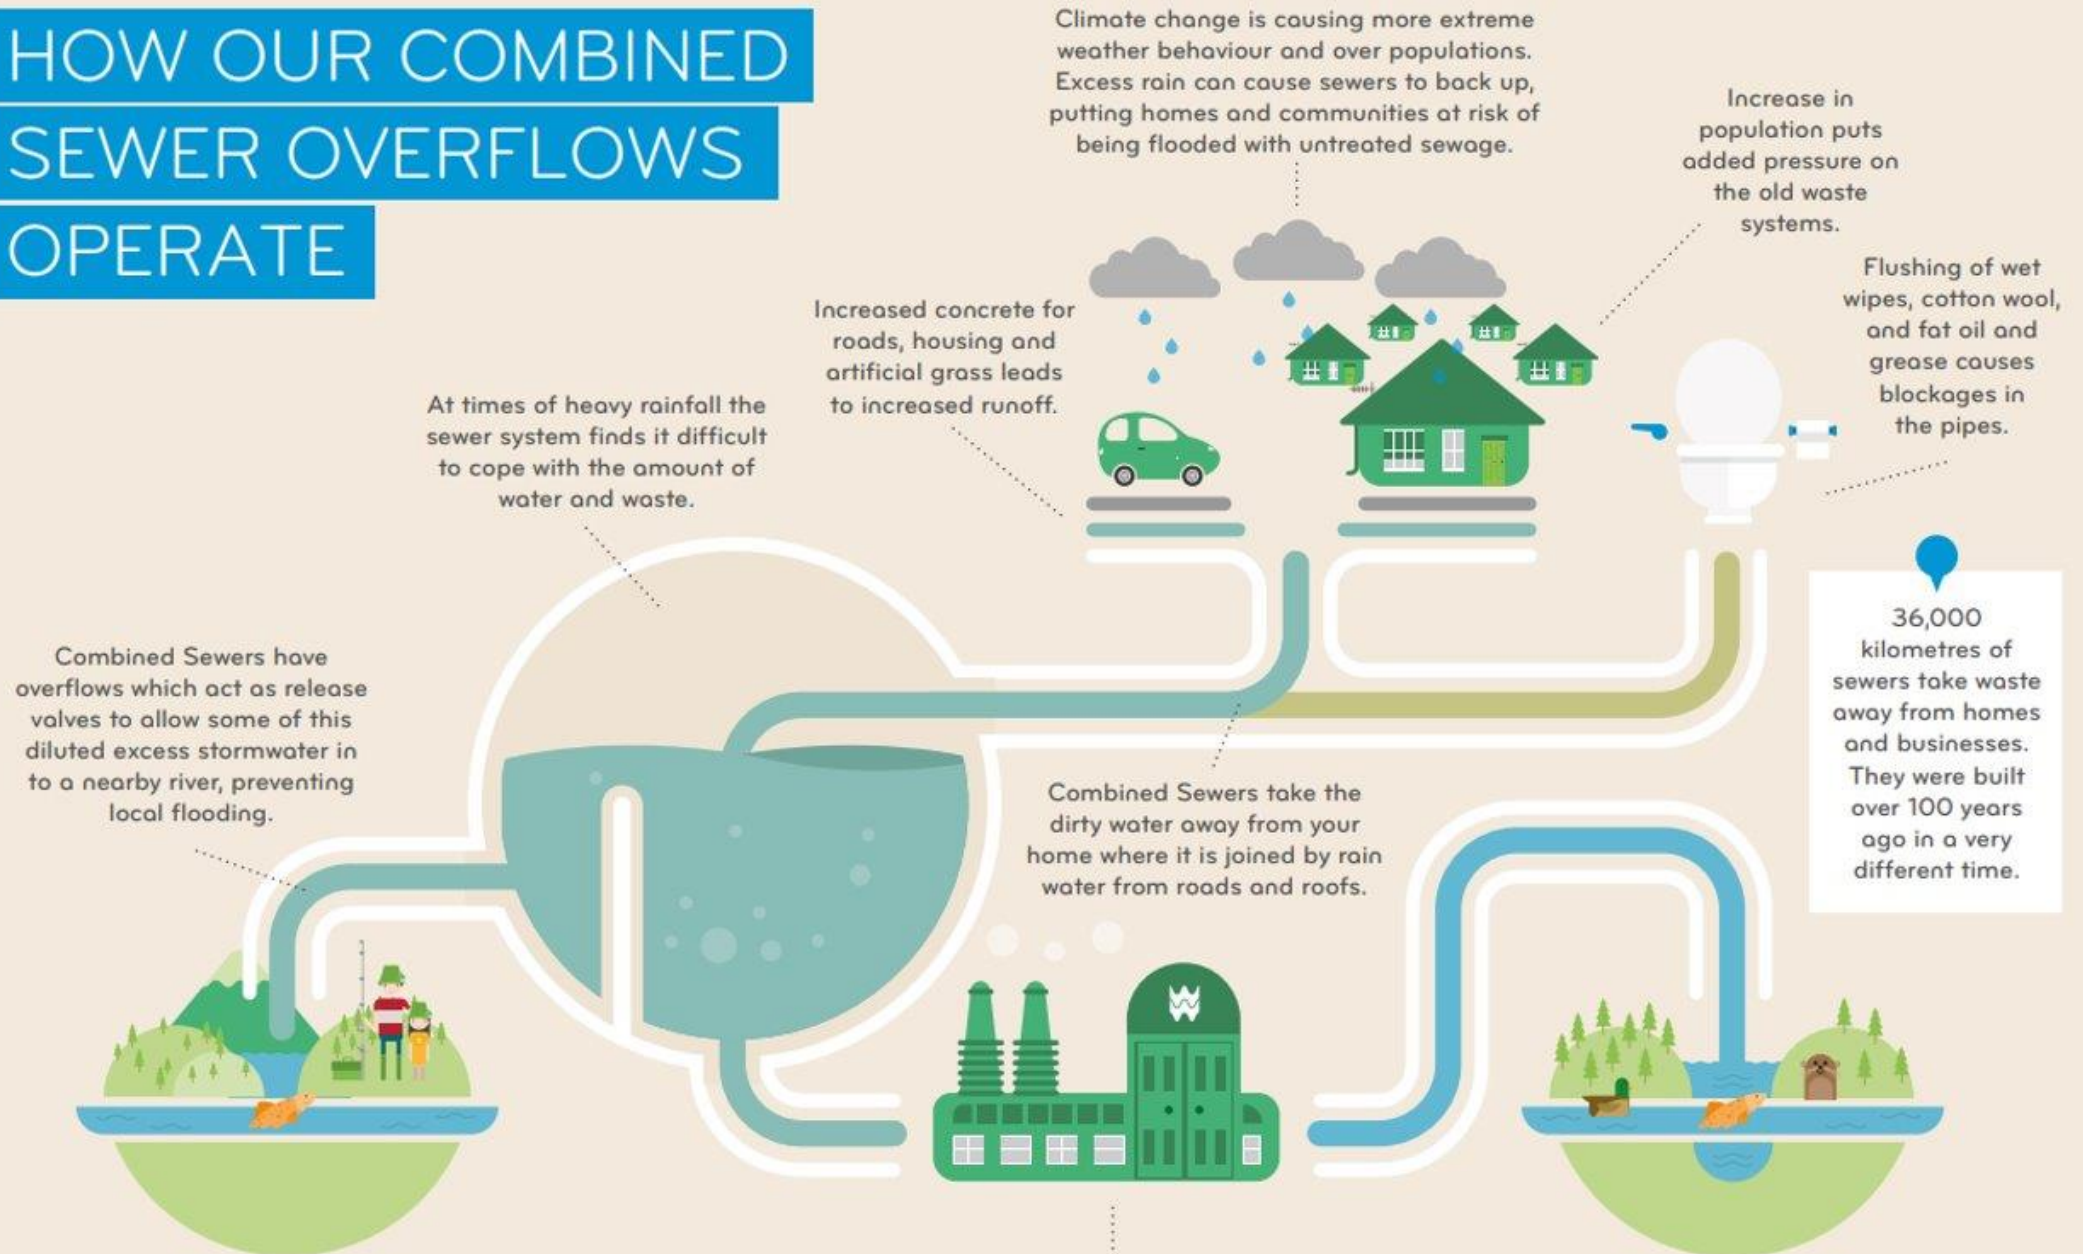 HOW OUR COMBINED
SEWER OVERFLOWS
OPERATE
Climate change is causing more extreme
weather behaviour and over populations.
Excess rain can cause sewers to back up,
putting homes and communities at risk of
being flooded with untreated sewage.
Increase in
population puts
added pressure on
the old waste
systems.
Flushing of wet
wipes, cotton wool,
and fat oil and
grease causes
blockages in
the pipes.
Increased concrete for
roads, housing and
artificial grass leads
to increased runoff.
At times of heavy rainfall the
sewer system finds it difficult
to cope with the amount of
water and waste.
Combined Sewers have
overflows which act as release
valves to allow some of this
diluted excess stormwater in
to a nearby river, preventing
local flooding.
Combined Sewers take the
dirty water away from your
home where it is joined by rain
water from roads and roofs.
36,000
kilometres of
sewers take waste
away from homes
and businesses.
They were built
over 100 years
ago in a very
different time.